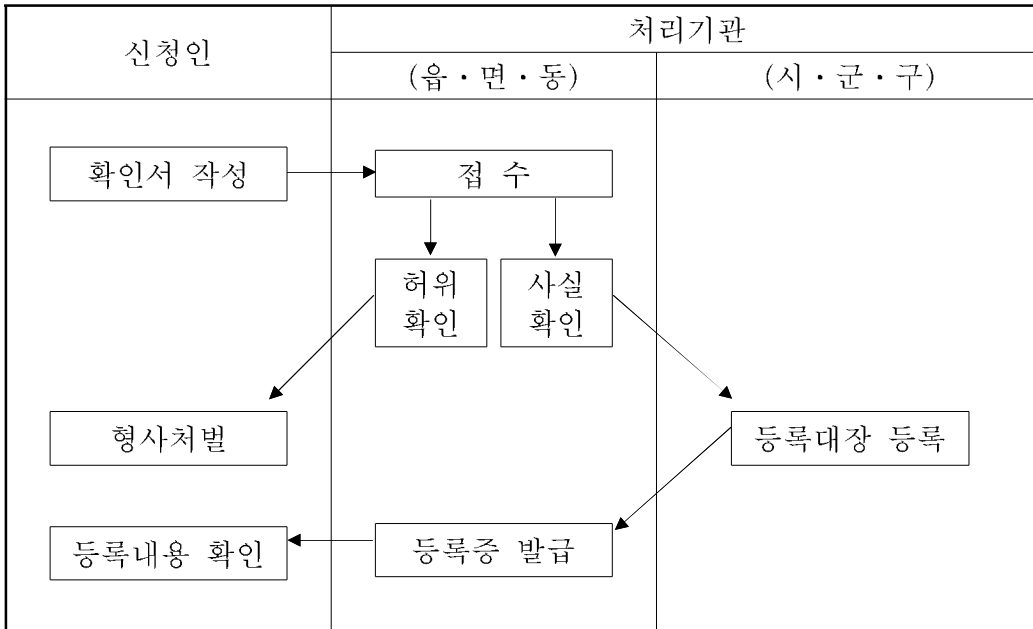 신청인
처리기관
(읍・면・동)
(시・군・구)
확인서 작성
접 수
허위
확인
사실
확인
형사처벌
등록대장 등록
등록내용 확인
등록증 발급